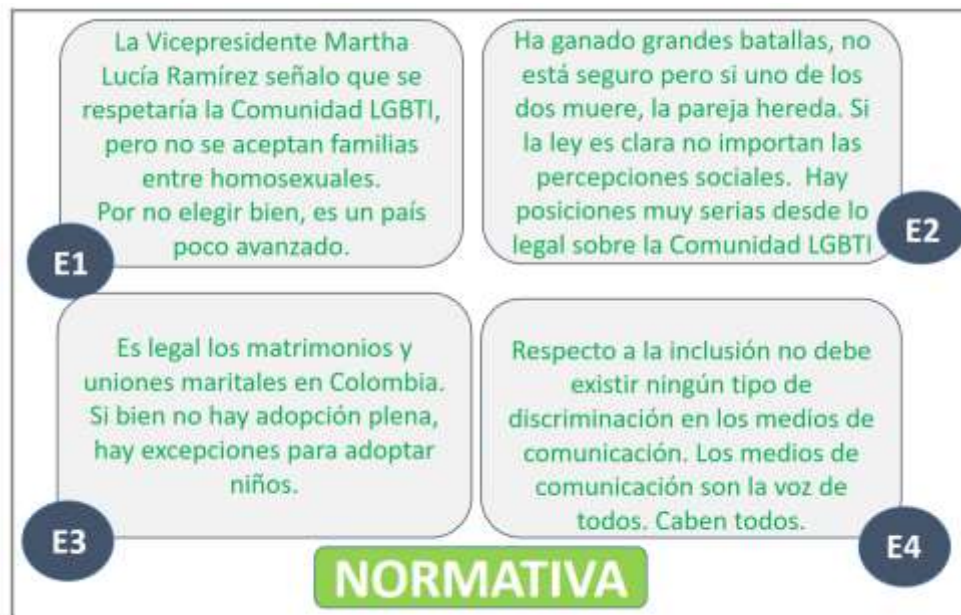 La Vicepresidente Martha
Lucía Ramírez señalo que se
respetaría la Comunidad LGBTI,
pero no se aceptan familias
entre homosexuales.
Por no elegir bien, es un país
poco avanzado.
E1
Ha ganado grandes batallas, no
está seguro pero si uno de los
dos muere, la pareja hereda. Si
la ley es clara no importan las
percepciones sociales. Hay
posiciones muy serias desde lo
legal sobre la Comunidad LGBTI
E2
Es legal los matrimonios y
uniones maritales en Colombia.
Si bien no hay adopción plena,
hay excepciones para adoptar
niños.
E3
Respecto a la inclusión no debe
existir ningún tipo de
discriminación en los medios de
comunicación. Los medios de
comunicación son la voz de
todos. Caben todos.
E4
NORMATIVA